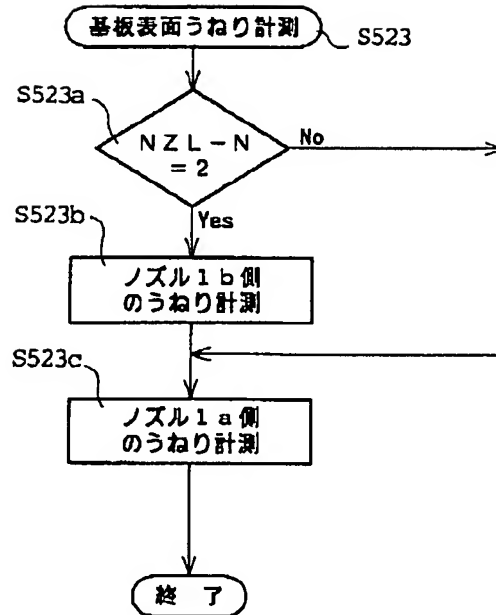 基板表面うねり計測
S523
S523a
NZL-N
=2
No
Yes
S523b
ノズル1b側
のうねり計測
S523c
ノズル1a側
のうねり計測
終了